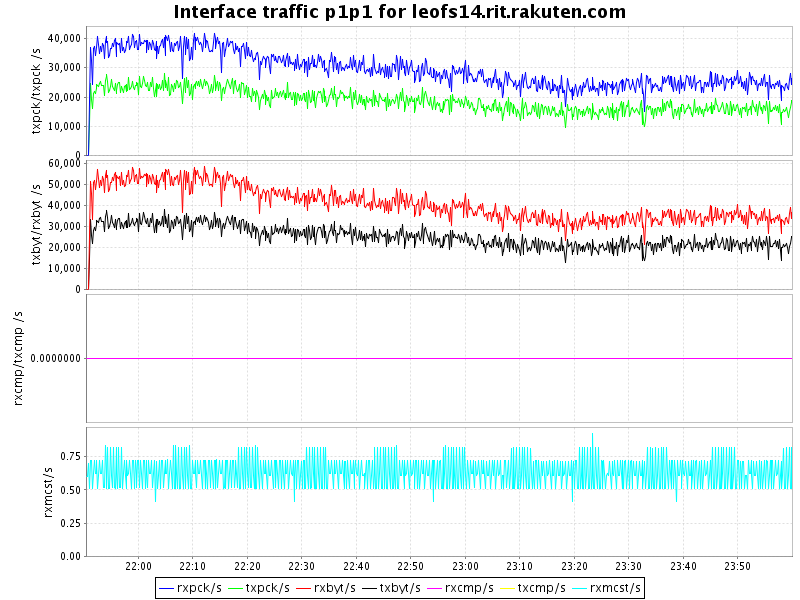 Interface traffic p1p1 for leofs14.rit.rakuten.com
txpck/txpck /s
40,000
30,000
20,000
10,000
0
txbyt/rxbyt /s
60,000
50,000
40,000
30,000
20,000
10,000
0
rxcmp/txcmp /s
0.0000000
rxmcst/s
0.75
0.50
0.25
0.00
22:00 22:10 22:20 22:30 22:40 22:50 23:00 23:10 23:20 23:30 23:40 23:50
rxpck/s txpck/s rxbyt/s txbyt/s rxcmp/s txcmp/s rxmcst/s